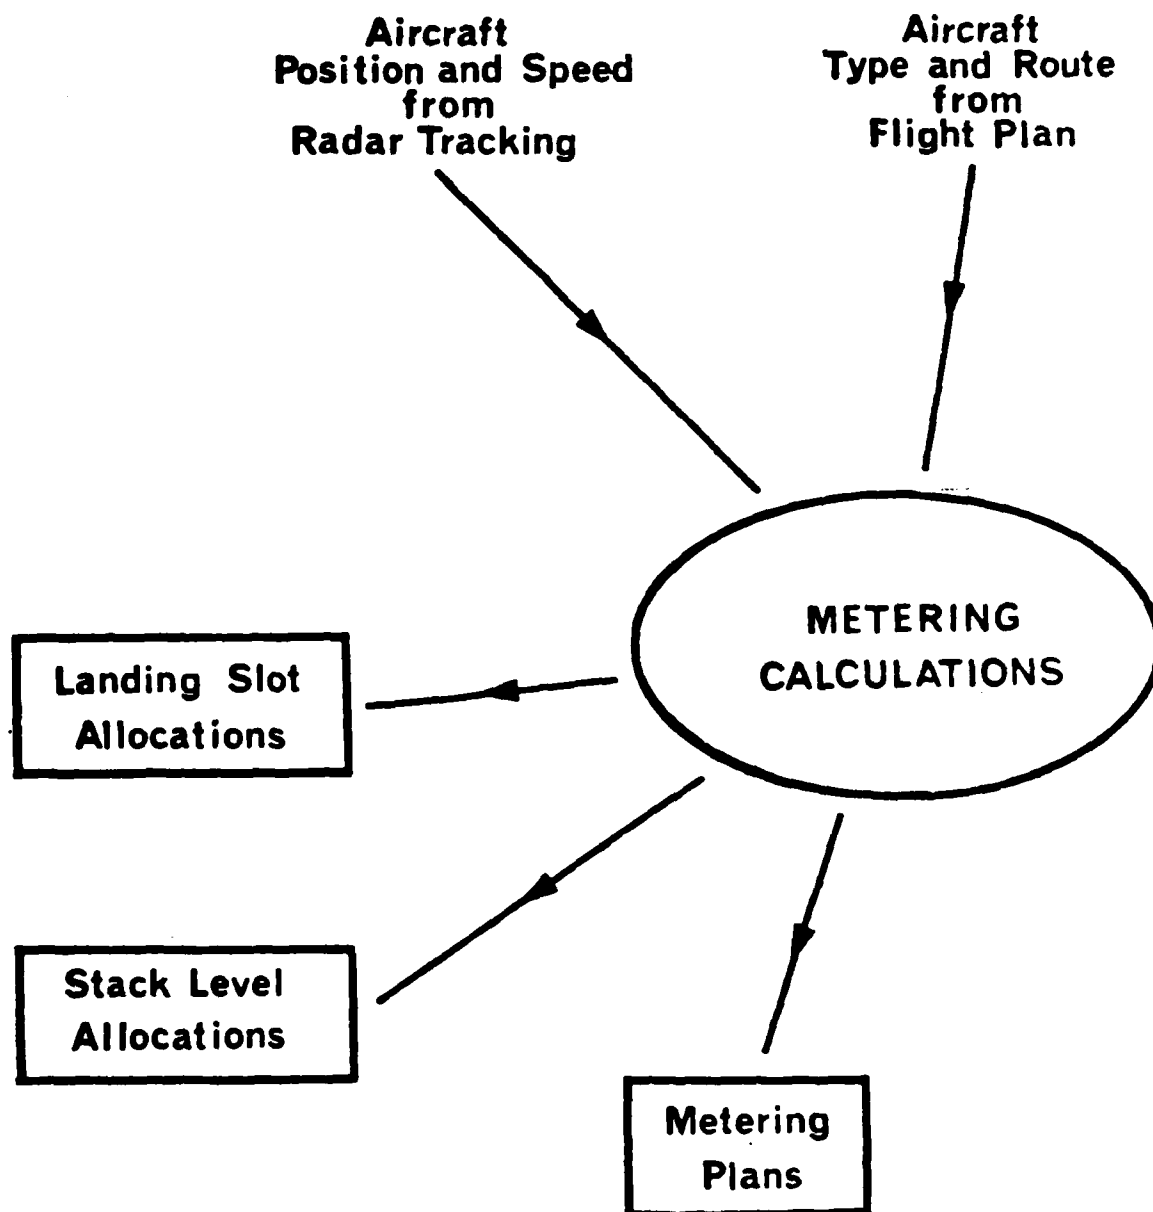 Aircraft
Position and Speed
from
Radar Tracking
Aircraft
Type and Route
from
Flight Plan
METERING
CALCULATIONS
Landing Slot
Allocations
Stack Level
Allocations
Metering
Plans